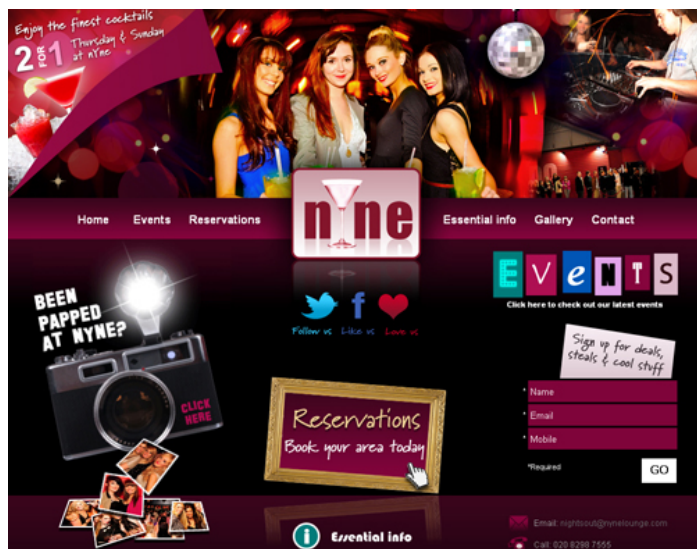 Enjoy the finest cocktails
2 FOR 1
Thursday & Sunday
at nYne
Home
Events
Reservations
nYne
Essential info
Gallery
Contact
BEEN
PAPPED
AT NYNE?
CLICK
HERE
Follow us
Like us
Love us
EVeNTS
Click here to check out our latest events
Sign up for deals,
steals & cool stuff
* Name
* Email
* Mobile
*Required
GO
Reservations
Book your area today
i Essential info
Email: nightsout@nynelounge.com
Call: 020 8298 7555